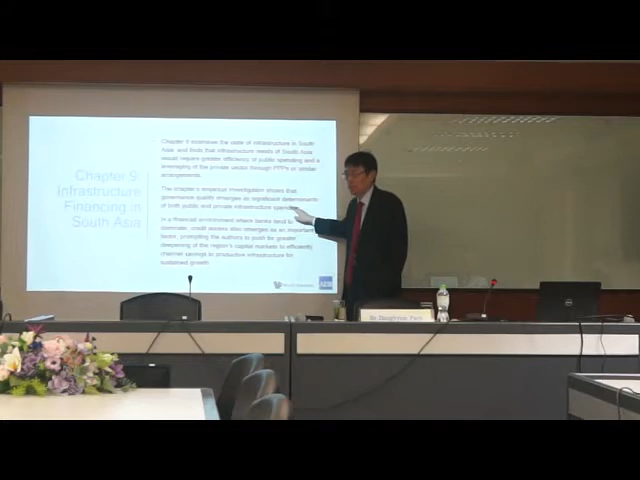 Chapter 9:
Infrastructure
Financing in
South Asia
Chapter 9 examines the state of infrastructure in South
Asia and finds that infrastructure needs of South Asia
would require greater efficiency of public spending and a
leveraging of the private sector through PPPs or similar
arrangements.
The chapter's empirical investigation shows that
governance quality emerges as significant determinants
of both public and private infrastructure spending.
In a financial environment where banks tend to
dominate, credit access also emerges as an important
factor, prompting the authors to push for greater
deepening of the region's capital markets to efficiently
channel savings to productive infrastructure for
sustained growth
DELL